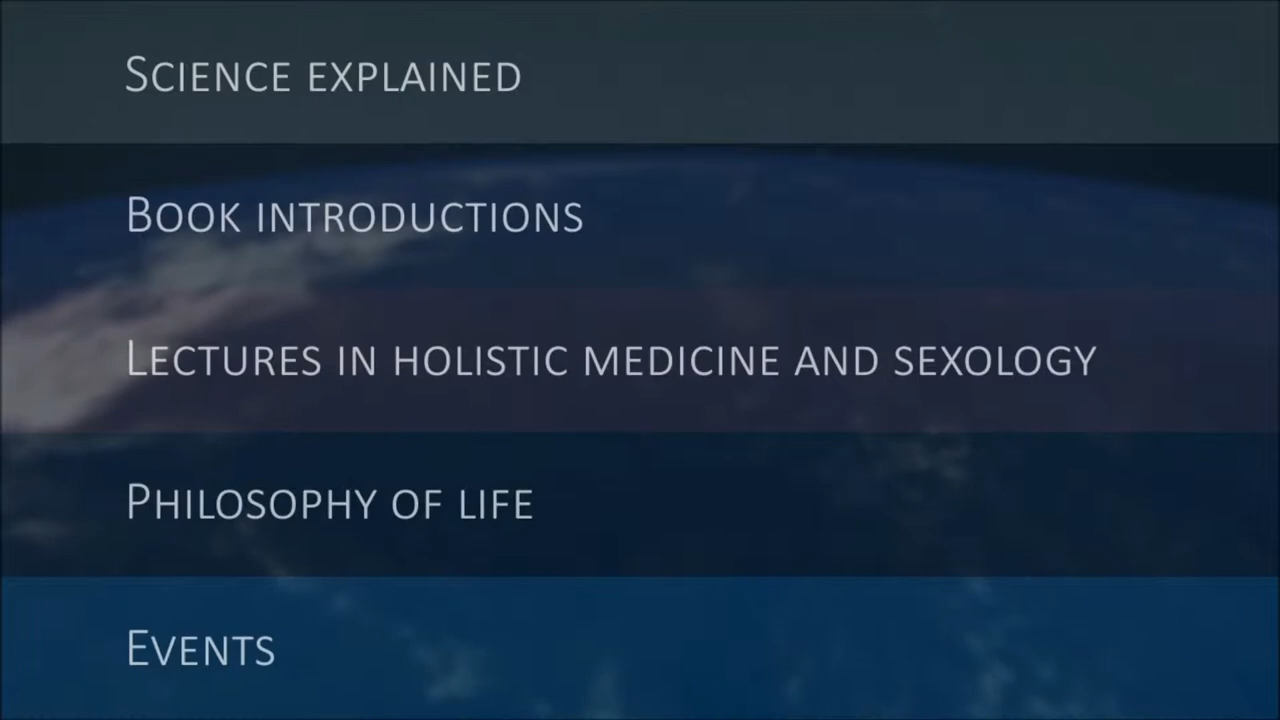 Science explained
Book introductions
Lectures in holistic medicine and sexology
Philosophy of life
Events